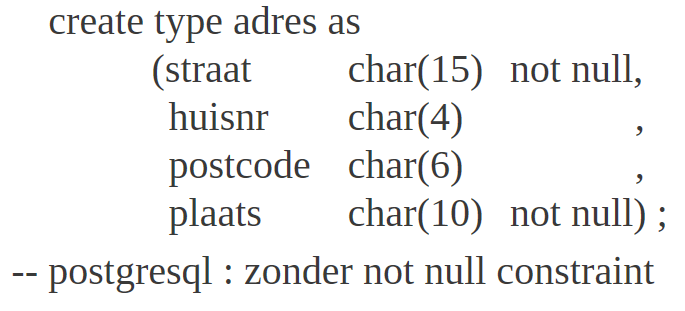 create type adres as
(straat char(15) not null,
huisnr char(4) ,
postcode char(6) ,
plaats char(10) not null) ;
-- postgresql : zonder not null constraint